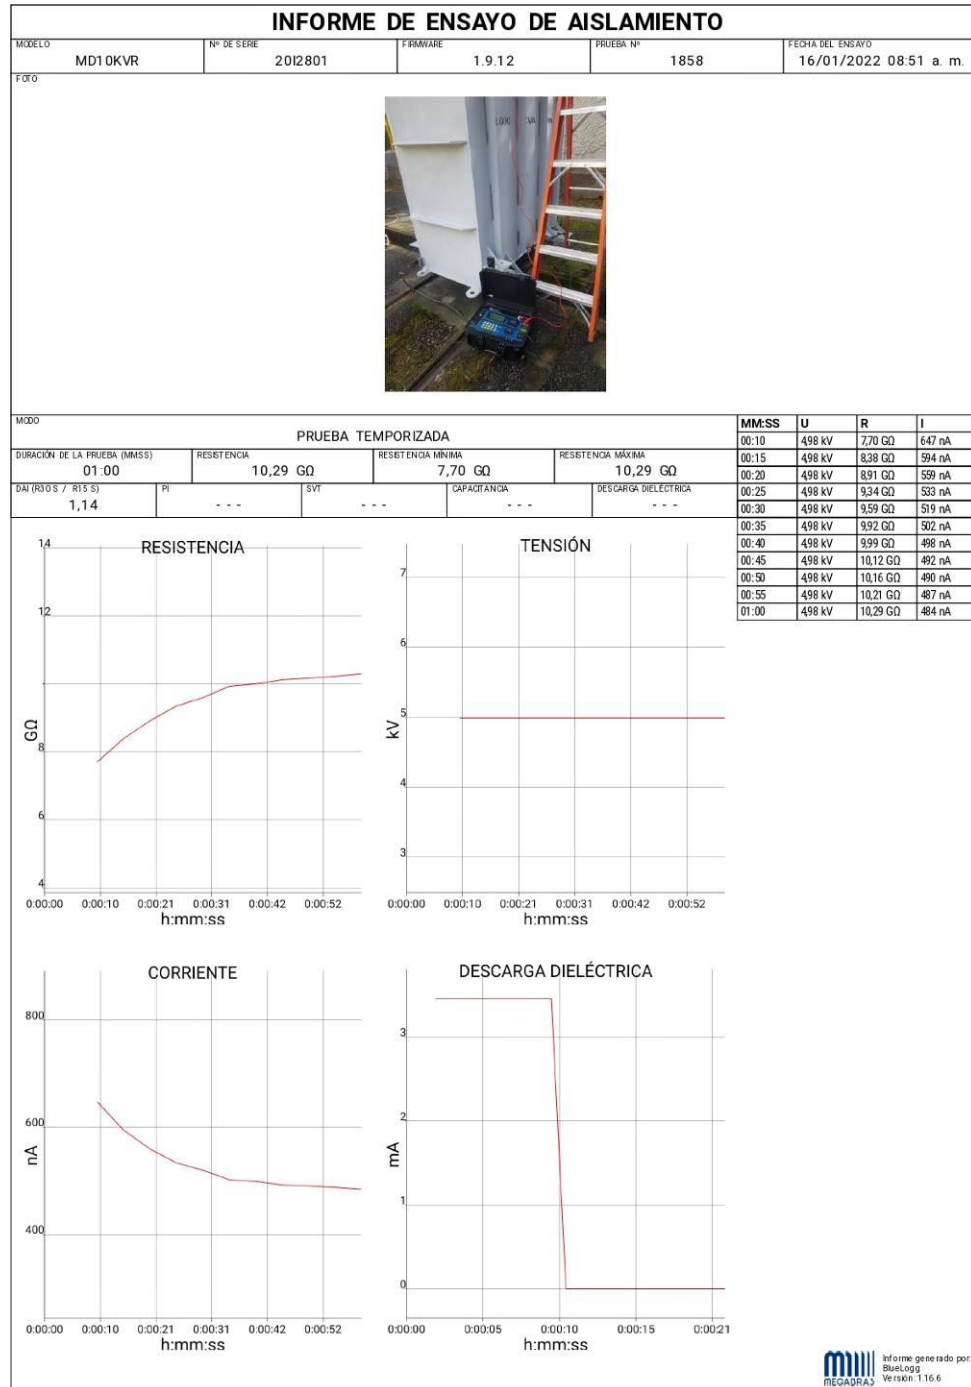 INFORME DE ENSAYO DE AISLAMIENTO
MODELO Nº DE SERIE FIRMWARE PRUEBA Nº FECHA DEL ENSAYO
MD10KVR 20I2801 1.9.12 1858 16/01/2022 08:51 a. m.
FOTO
MODO
PRUEBA TEMPORIZADA
DURACIÓN DE LA PRUEBA (MMSS) RESISTENCIA RESISTENCIA MÍNIMA RESISTENCIA MÁXIMA
01:00 10,29 GΩ 7,70 GΩ 10,29 GΩ
DAI (R30 S / R15 S) PI SVT CAPACITANCIA DESCARGA DIELÉCTRICA
1,14 - - - - - - - - - - - -
MM:SS U R I
00:10 4,98 kV 7,70 GΩ 647 nA
00:15 4,98 kV 8,38 GΩ 594 nA
00:20 4,98 kV 8,91 GΩ 559 nA
00:25 4,98 kV 9,34 GΩ 533 nA
00:30 4,98 kV 9,59 GΩ 519 nA
00:35 4,98 kV 9,92 GΩ 502 nA
00:40 4,98 kV 9,99 GΩ 498 nA
00:45 4,98 kV 10,12 GΩ 492 nA
00:50 4,98 kV 10,16 GΩ 490 nA
00:55 4,98 kV 10,21 GΩ 487 nA
01:00 4,98 kV 10,29 GΩ 484 nA
RESISTENCIA
14
12
8
6
4
GΩ
0:00:00 0:00:10 0:00:21 0:00:31 0:00:42 0:00:52
h:mm:ss
TENSIÓN
7
6
5
4
3
kV
0:00:00 0:00:10 0:00:21 0:00:31 0:00:42 0:00:52
h:mm:ss
CORRIENTE
800
600
400
nA
0:00:00 0:00:10 0:00:21 0:00:31 0:00:42 0:00:52
h:mm:ss
DESCARGA DIELÉCTRICA
3
2
1
0
mA
0:00:00 0:00:05 0:00:10 0:00:15 0:00:21
h:mm:ss
MEGABRAS
Informe generado por:
BlueLogg
Versión: 1.16.6